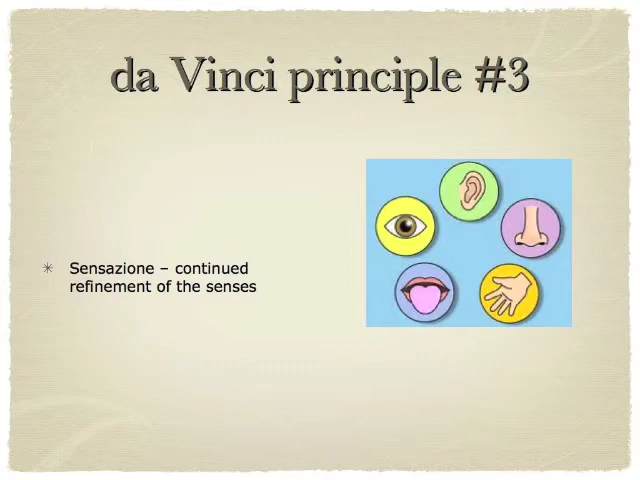 da Vinci principle #3
Sensazione – continued
refinement of the senses